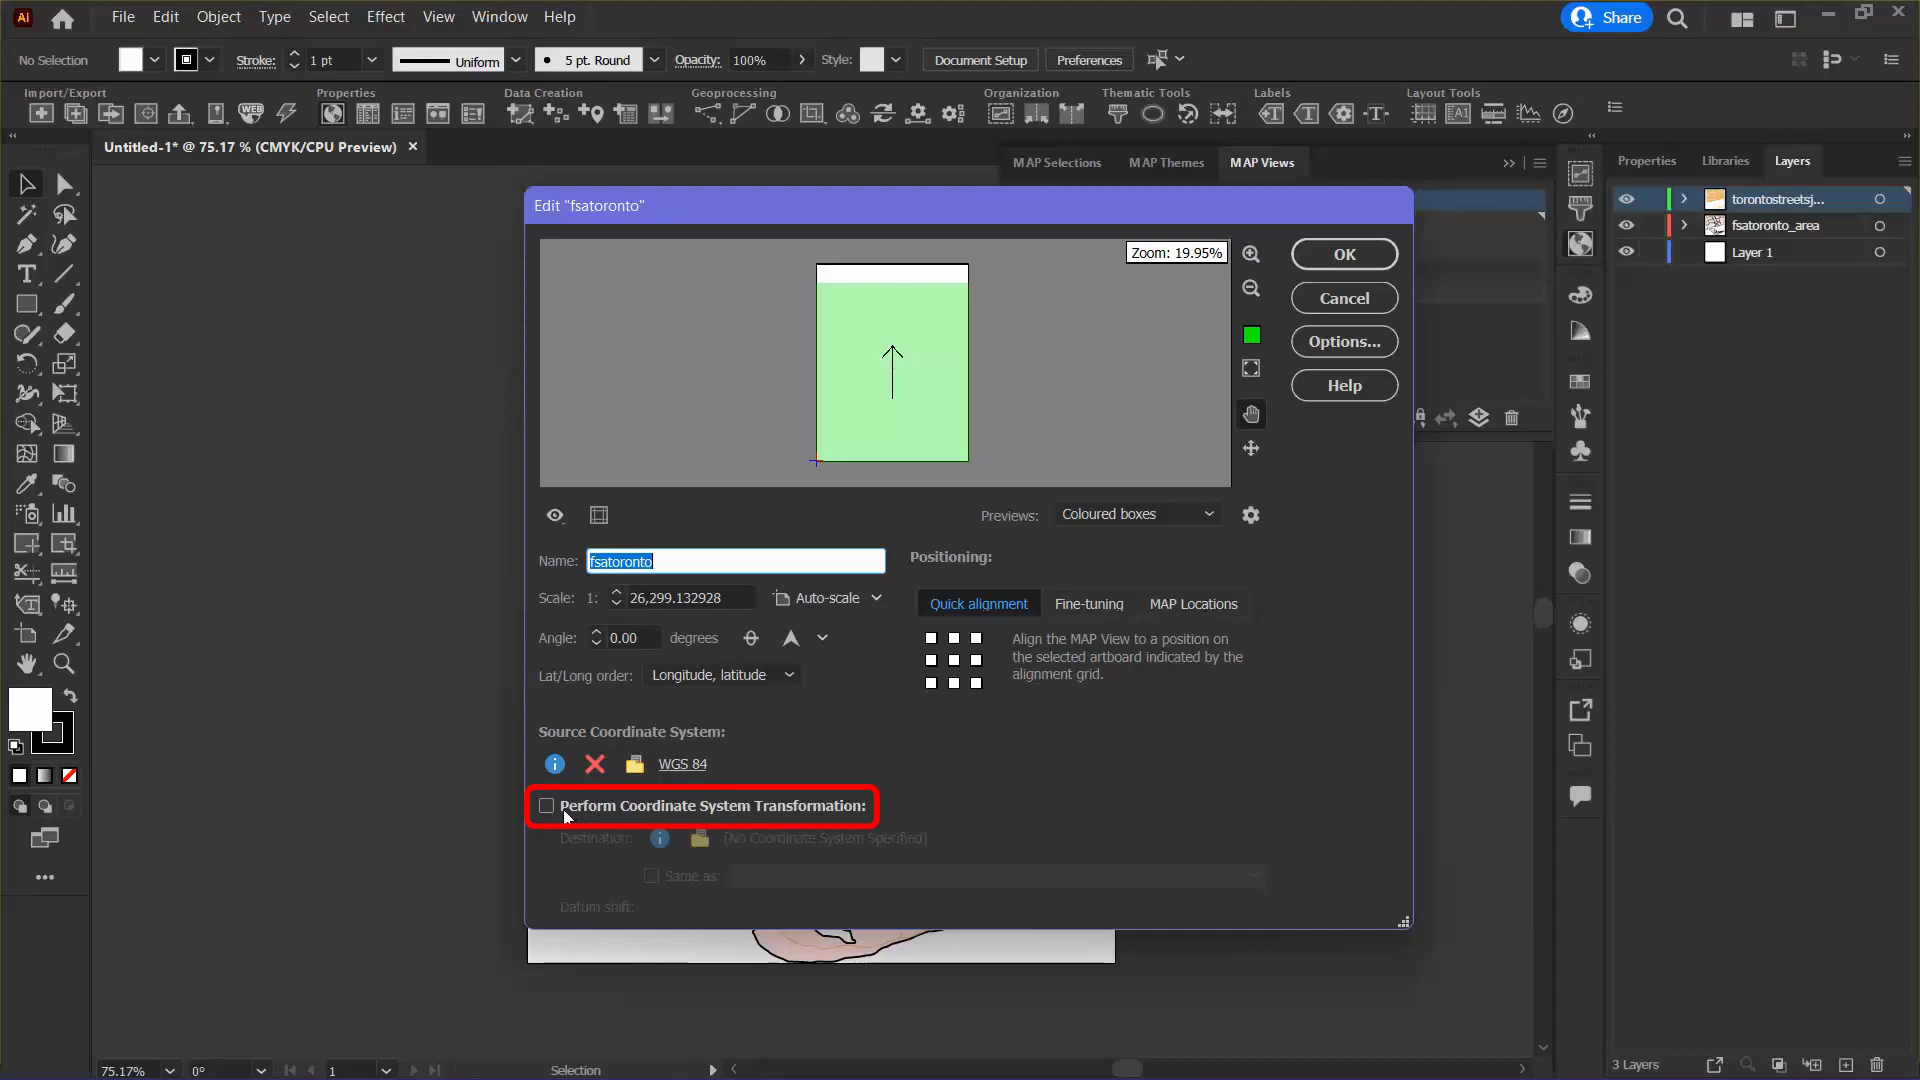 Ai File Edit Object Type Select Effect View Window Help Share
No Selection Stroke: 1 pt Uniform 5 pt. Round Opacity: 100% Style: Document Setup Preferences
Import/Export Properties Data Creation Geoprocessing Organization Thematic Tools Labels Layout Tools
Untitled-1* @ 75.17 % (CMYK/CPU Preview)
MAP Selections MAP Themes MAP Views
Properties Libraries Layers
torontostreetsj...
fsatoronto_area
Layer 1
Edit "fsatoronto"
Zoom: 19.95%
OK
Cancel
Options...
Help
Previews: Coloured boxes
Name: fsatoronto
Positioning:
Scale: 1: 26,299.132928 Auto-scale
Quick alignment Fine-tuning MAP Locations
Angle: 0.00 degrees
Align the MAP View to a position on
the selected artboard indicated by the
alignment grid.
Lat/Long order: Longitude, latitude
Source Coordinate System:
WGS 84
Perform Coordinate System Transformation:
Destination: [No Coordinate System Specified]
Same as:
Datum shift:
75.17% 0° 1 Selection
3 Layers